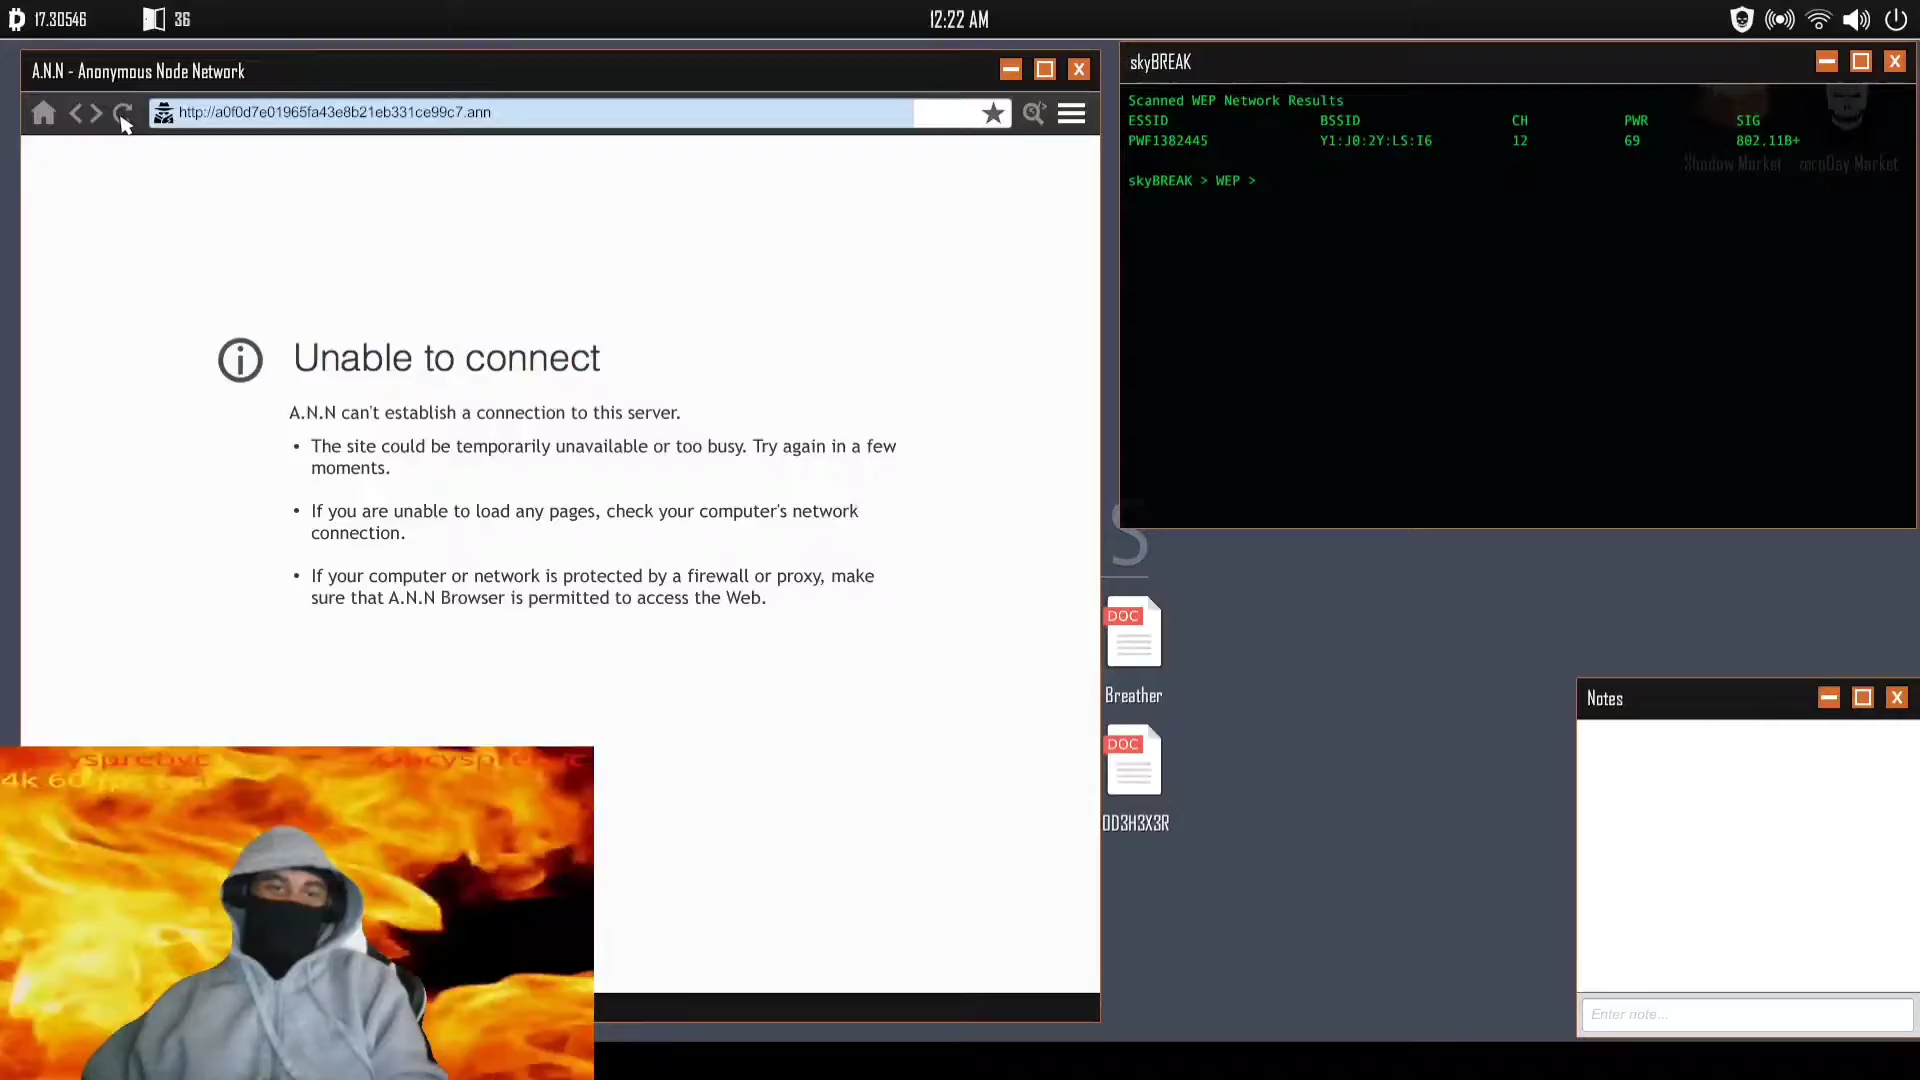 17.30546
36
12:22 AM
A.N.N - Anonymous Node Network
http://a0f0d7e01965fa43e8b21eb331ce99c7.ann
Unable to connect
A.N.N can't establish a connection to this server.
• The site could be temporarily unavailable or too busy. Try again in a few
moments.
• If you are unable to load any pages, check your computer's network
connection.
• If your computer or network is protected by a firewall or proxy, make
sure that A.N.N Browser is permitted to access the Web.
skyBREAK
Scanned WEP Network Results
ESSID BSSID CH PWR SIG
PWF1382445 Y1:J0:2Y:LS:I6 12 69 802.11B+
skyBREAK > WEP >
Shadow Market
zeroDay Market
S
DOC
Breather
DOC
0D3H3X3R
Notes
Enter note...
4k 60